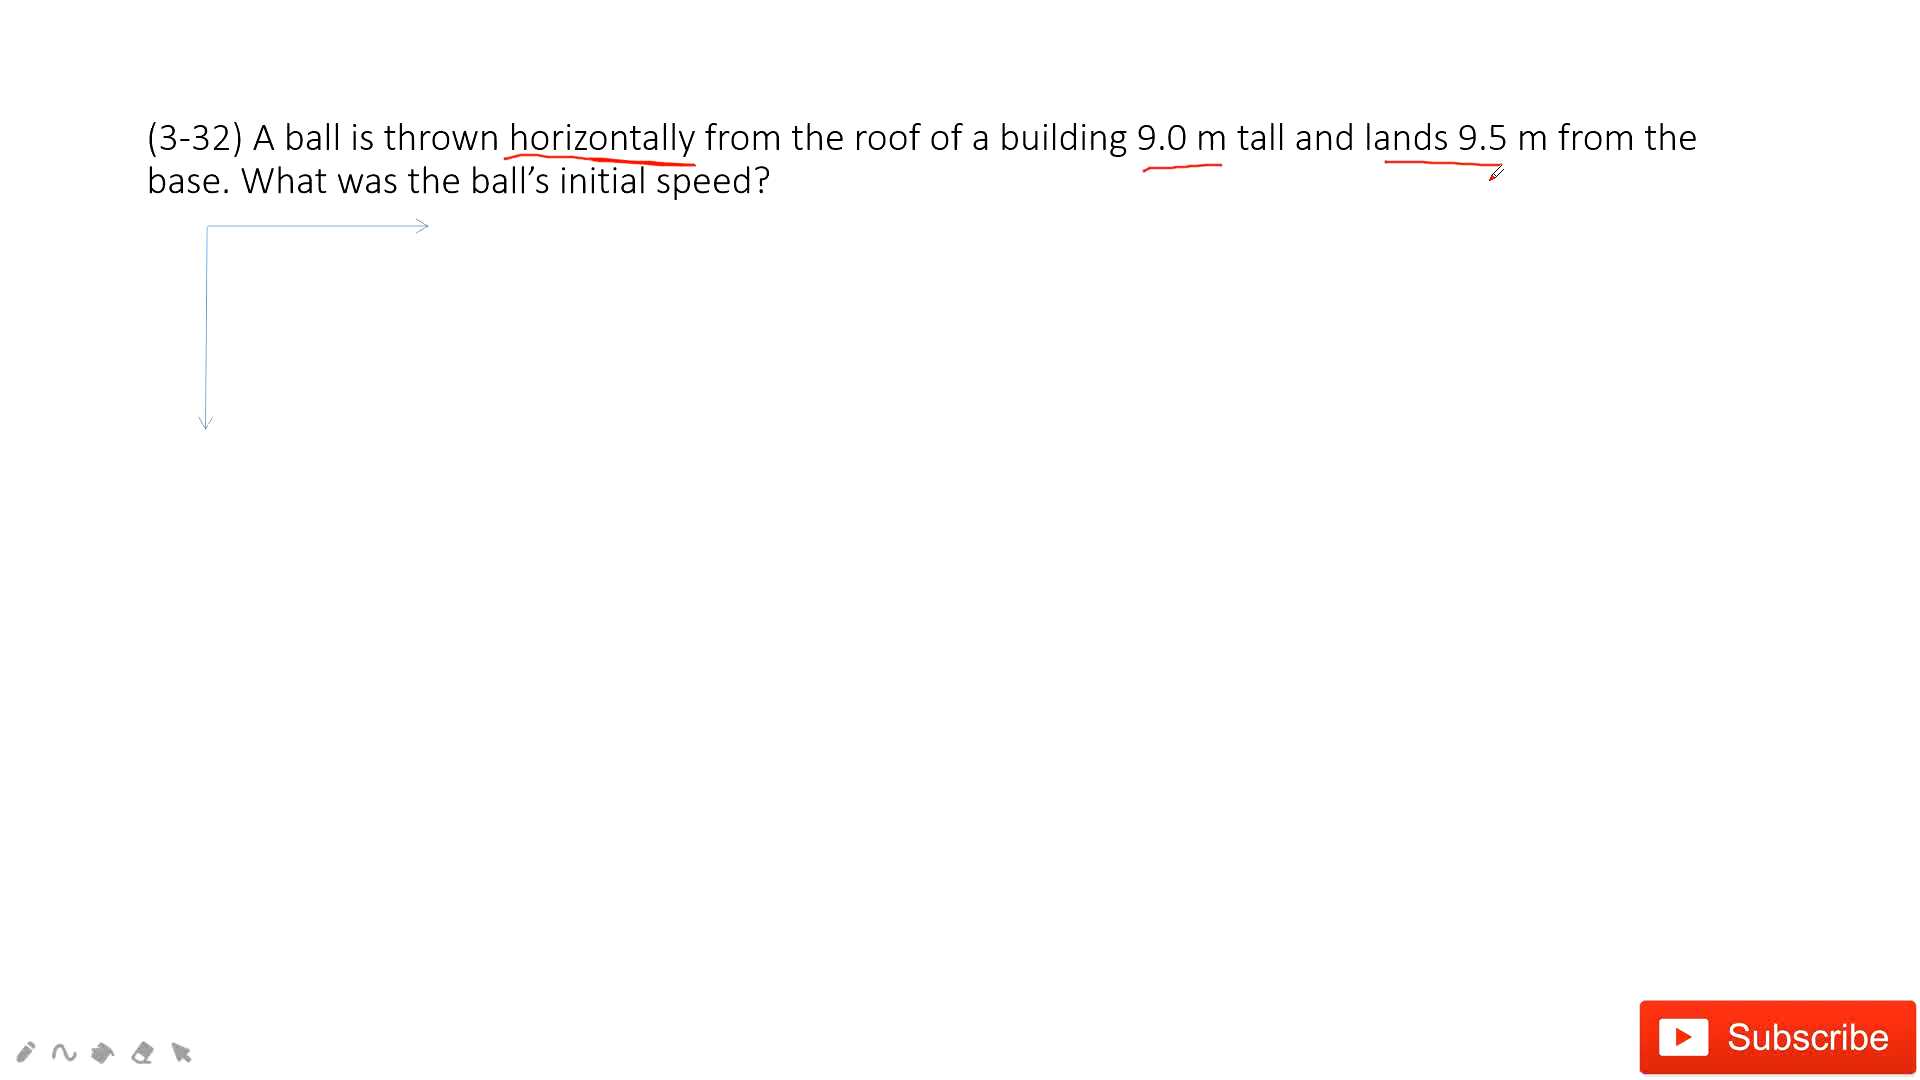 (3-32) A ball is thrown horizontally from the roof of a building 9.0 m tall and lands 9.5 m from the
base. What was the ball’s initial speed?
Subscribe